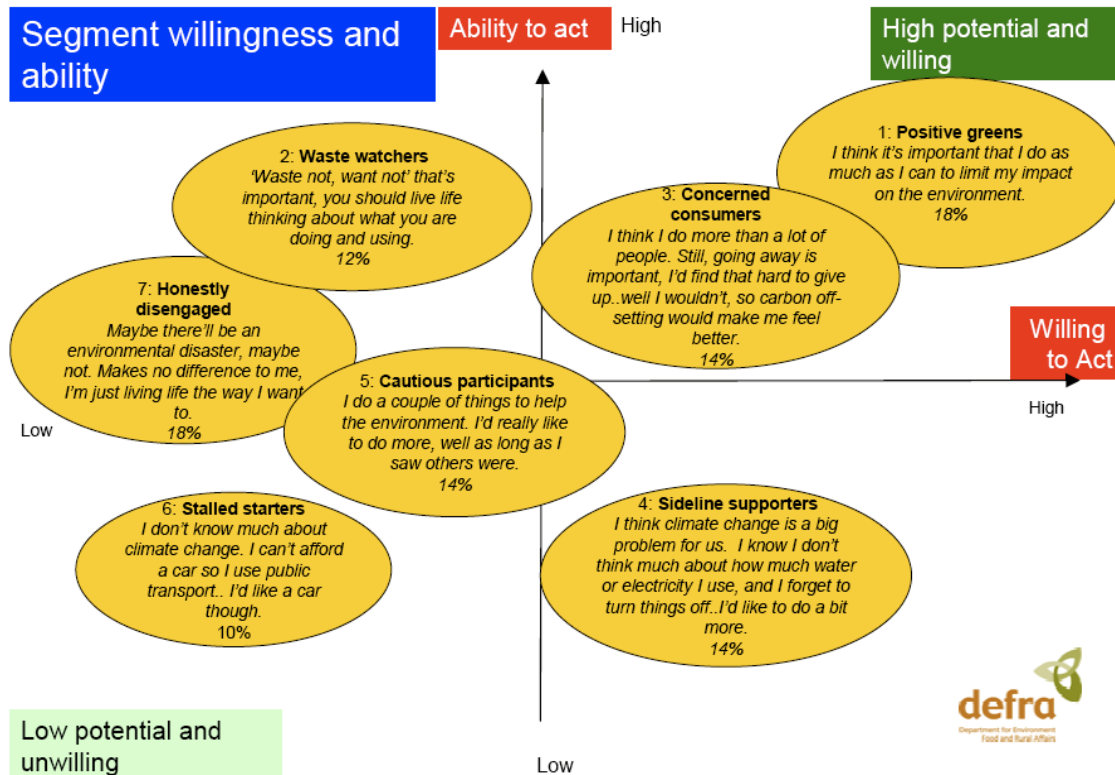 Segment willingness and
ability
Ability to act
High
High potential and
willing
1: Positive greens
I think it's important that I do as
much as I can to limit my impact
on the environment.
18%
2: Waste watchers
'Waste not, want not' that's
important, you should live life
thinking about what you are
doing and using.
12%
3: Concerned
consumers
I think I do more than a lot of
people. Still, going away is
important, I'd find that hard to give
up..well I wouldn't, so carbon off-
setting would make me feel
better.
14%
7: Honestly
disengaged
Maybe there'll be an
environmental disaster, maybe
not. Makes no difference to me,
I'm just living life the way I want
to.
18%
Willing
to Act
High
Low
5: Cautious participants
I do a couple of things to help
the environment. I'd really like
to do more, well as long as I
saw others were.
14%
6: Stalled starters
I don't know much about
climate change. I can't afford
a car so I use public
transport.. I'd like a car
though.
10%
4: Sideline supporters
I think climate change is a big
problem for us. I know I don't
think much about how much water
or electricity I use, and I forget to
turn things off..I'd like to do a bit
more.
14%
defra
Department for Environment
Food and Rural Affairs
Low potential and
unwilling
Low